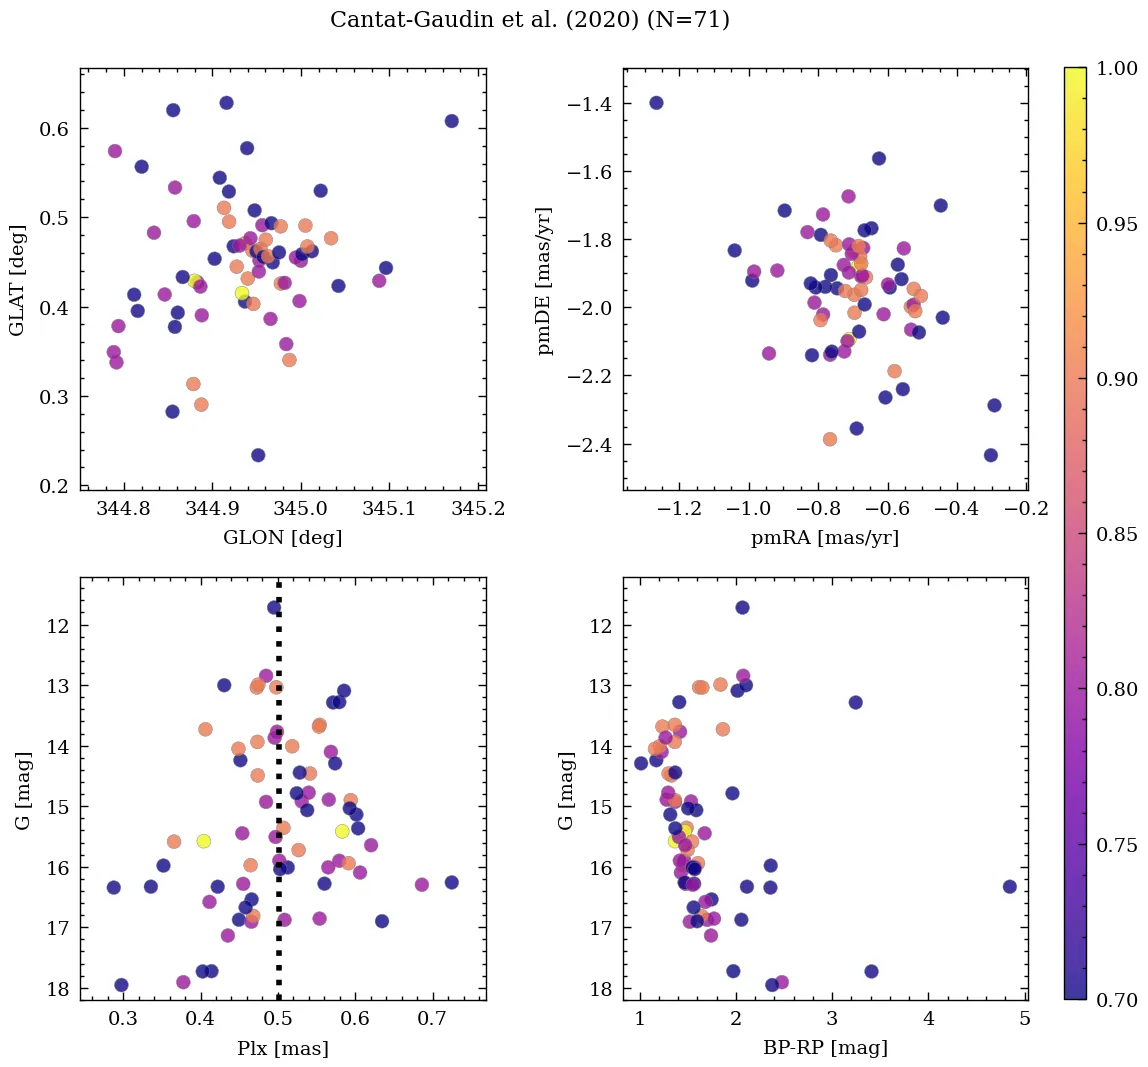 Cantat-Gaudin et al. (2020) (N=71)
0.6
0.5
0.4
0.3
0.2
GLAT [deg]
344.8 344.9 345.0 345.1 345.2
GLON [deg]
−1.4
−1.6
−1.8
−2.0
−2.2
−2.4
pmDE [mas/yr]
−1.2 −1.0 −0.8 −0.6 −0.4 −0.2
pmRA [mas/yr]
12
13
14
15
16
17
18
G [mag]
0.3 0.4 0.5 0.6 0.7
Plx [mas]
12
13
14
15
16
17
18
G [mag]
1 2 3 4 5
BP-RP [mag]
1.00
0.95
0.90
0.85
0.80
0.75
0.70